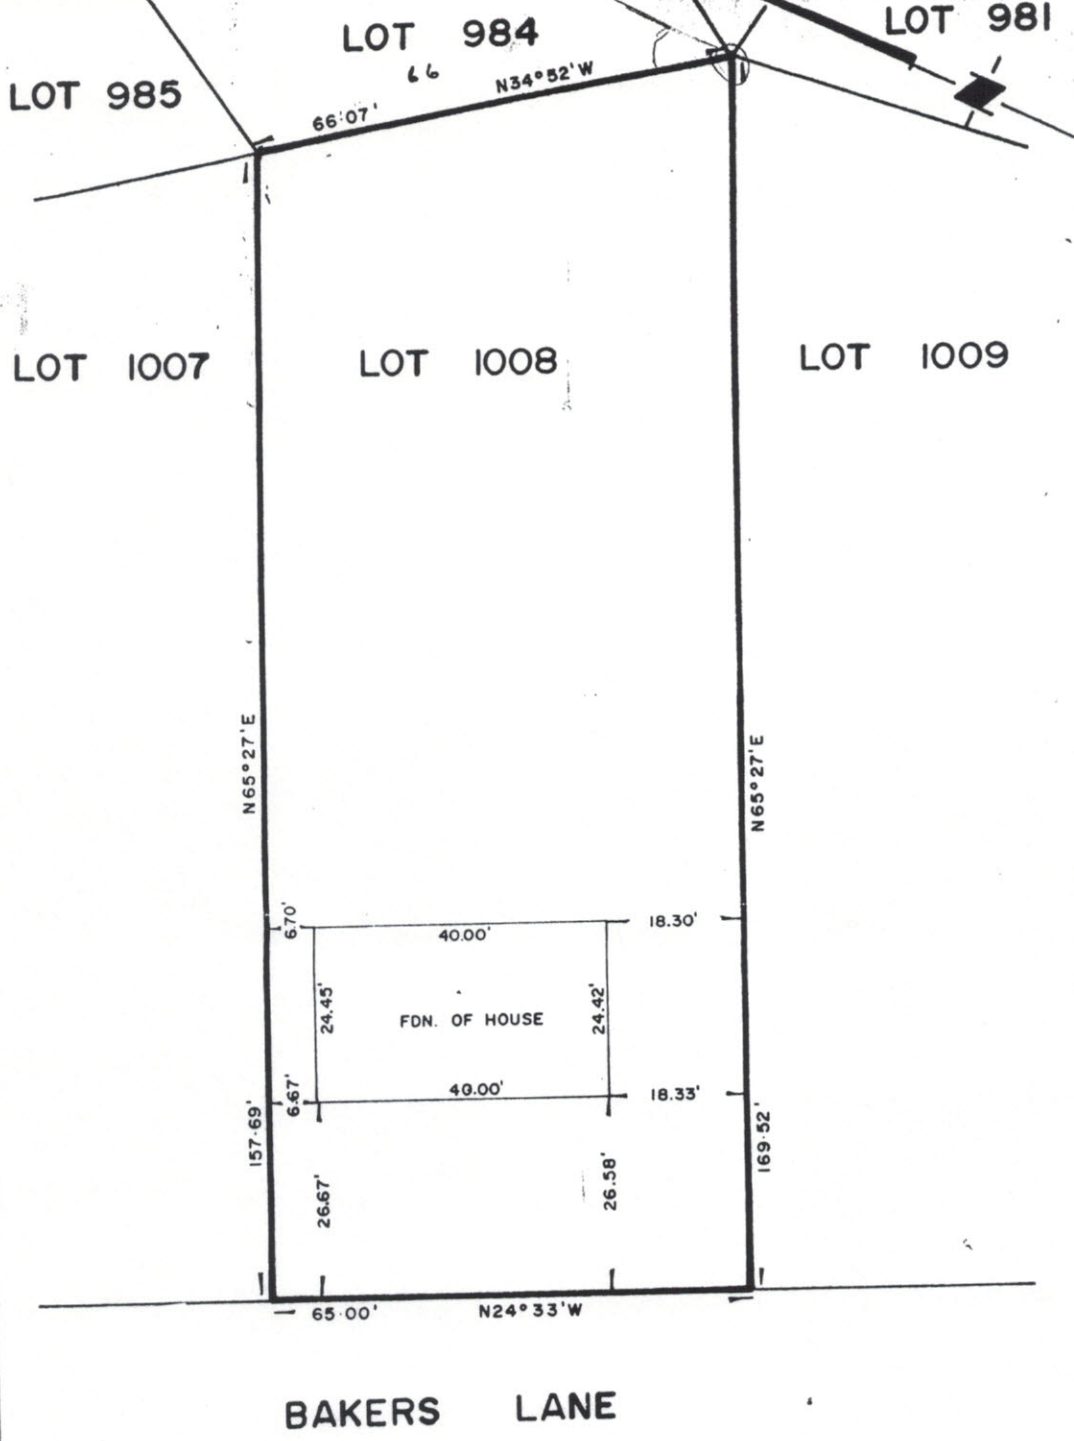 LOT 981
LOT 984
66
N34°52'W
LOT 985
66·07'
LOT 1007
LOT 1008
LOT 1009
N65°27'E
N65°27'E
6.70'
40.00'
18.30'
24.45'
FDN. OF HOUSE
24.42'
6.67'
40.00'
18.33'
157·69'
169·52'
26.67'
26.58'
65·00'
N24°33'W
BAKERS LANE